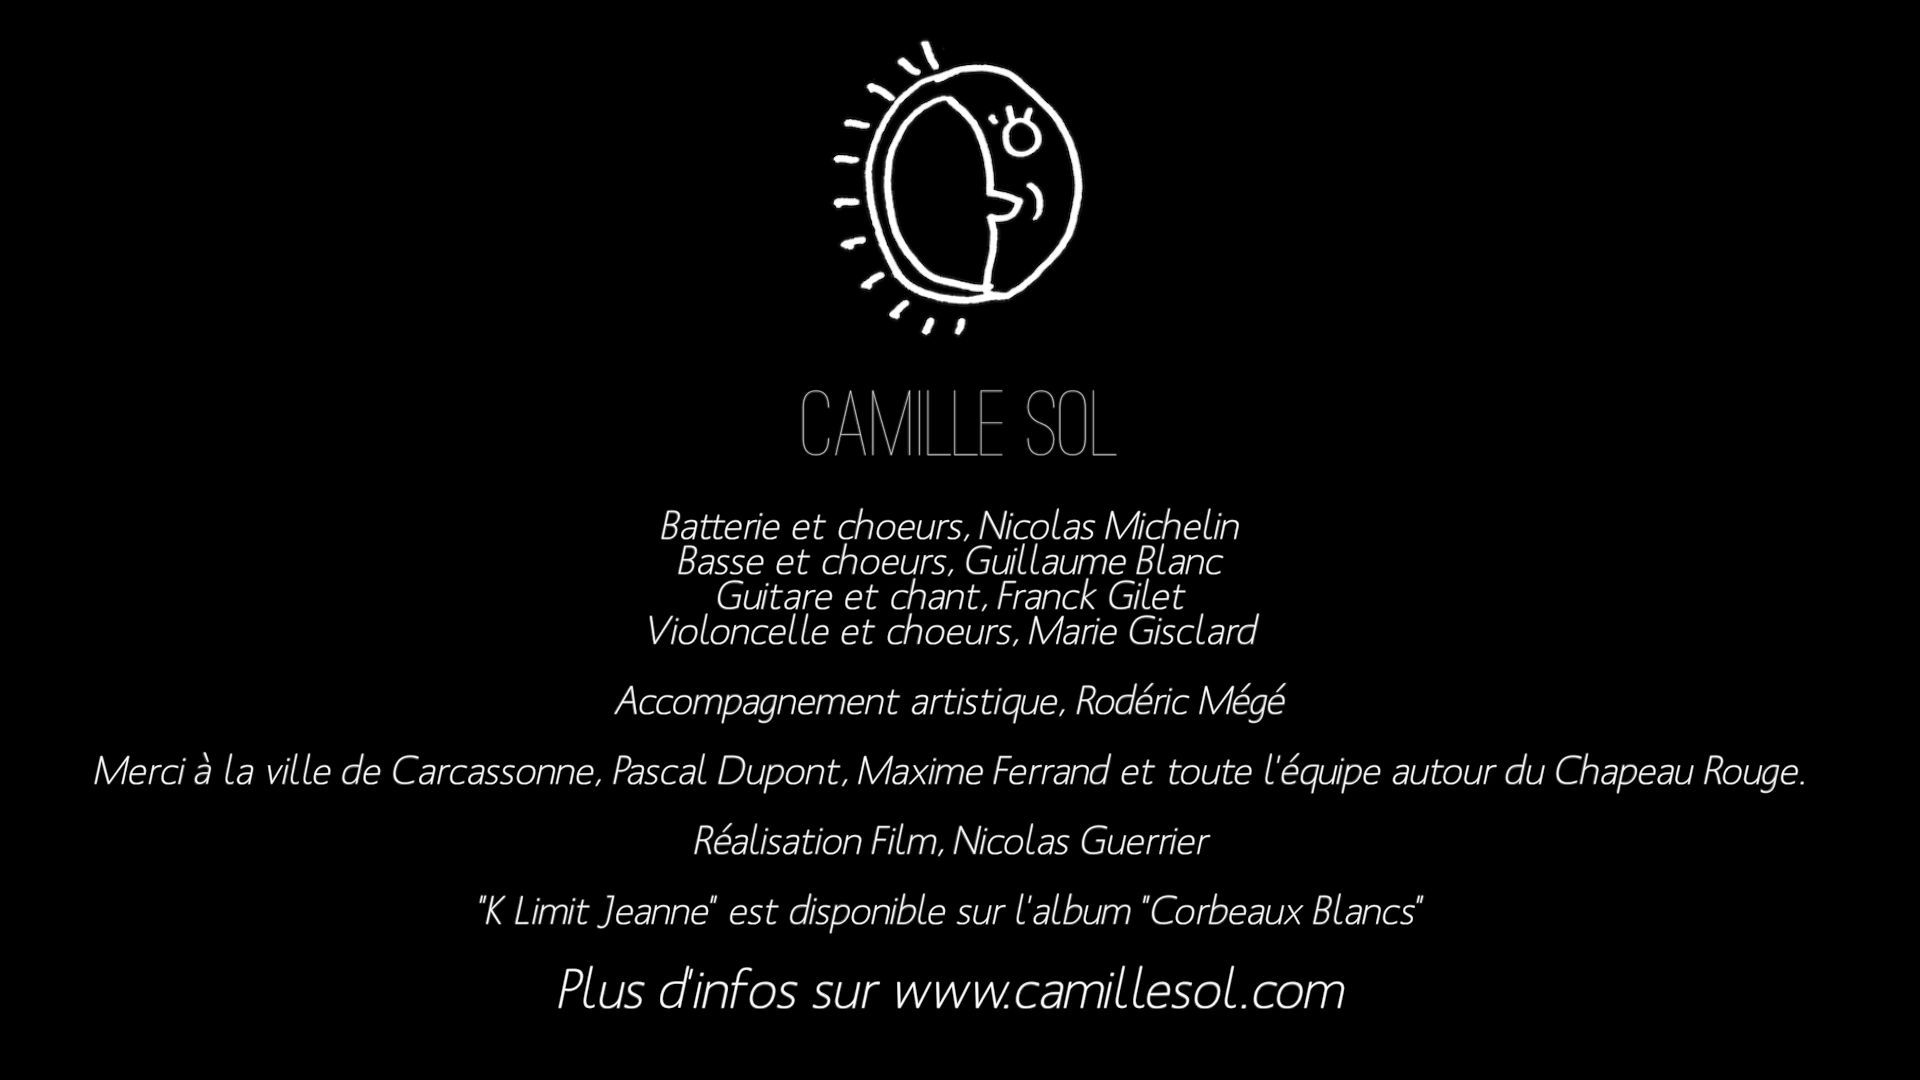 CAMILLE SOL
Batterie et choeurs, Nicolas Michelin
Basse et choeurs, Guillaume Blanc
Guitare et chant, Franck Gilet
Violoncelle et choeurs, Marie Gisclard
Accompagnement artistique, Rodéric Mégé
Merci à la ville de Carcassonne, Pascal Dupont, Maxime Ferrand et toute l'équipe autour du Chapeau Rouge.
Réalisation Film, Nicolas Guerrier
"K Limit Jeanne" est disponible sur l'album "Corbeaux Blancs"
Plus d'infos sur www.camillesol.com